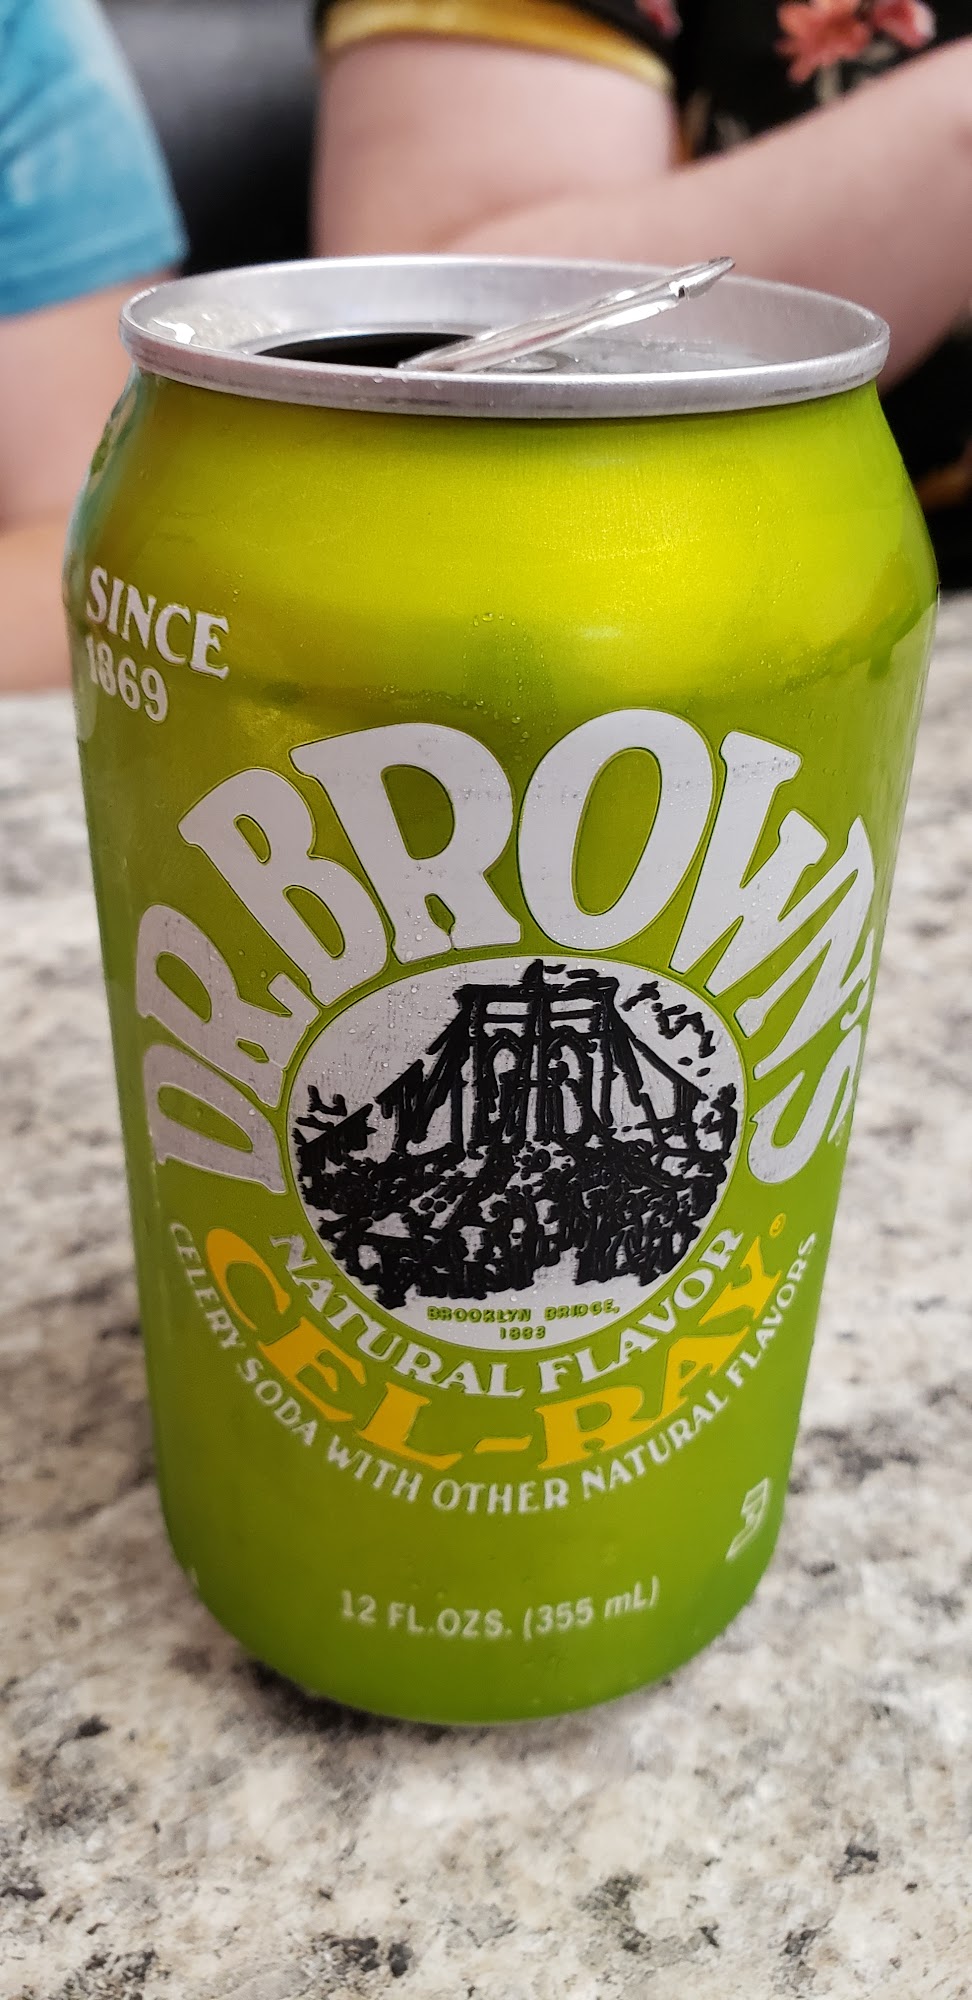 SINCE
1869
DR. BROWN'S
BROOKLYN BRIDGE,
1883
NATURAL FLAVOR
CEL-RAY®
CELERY SODA WITH OTHER NATURAL FLAVORS
12 FL.OZS. (355 mL)